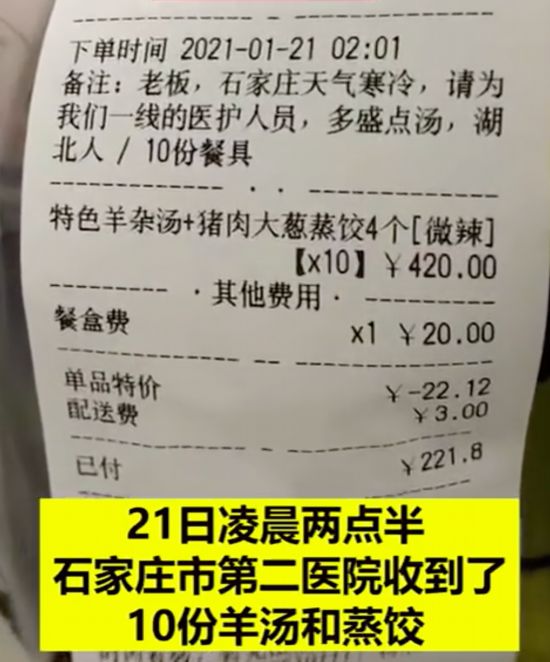 下单时间 2021-01-21 02:01
备注：老板，石家庄天气寒冷，请为
我们一线的医护人员，多盛点汤，湖
北人 / 10份餐具
特色羊杂汤+猪肉大葱蒸饺4个[微辣]
【x10】￥420.00
·其他费用·
餐盒费 x1 ￥20.00
单品特价 ￥-22.12
配送费 ￥3.00
已付 ￥221.8
21日凌晨两点半
石家庄市第二医院收到了
10份羊汤和蒸饺